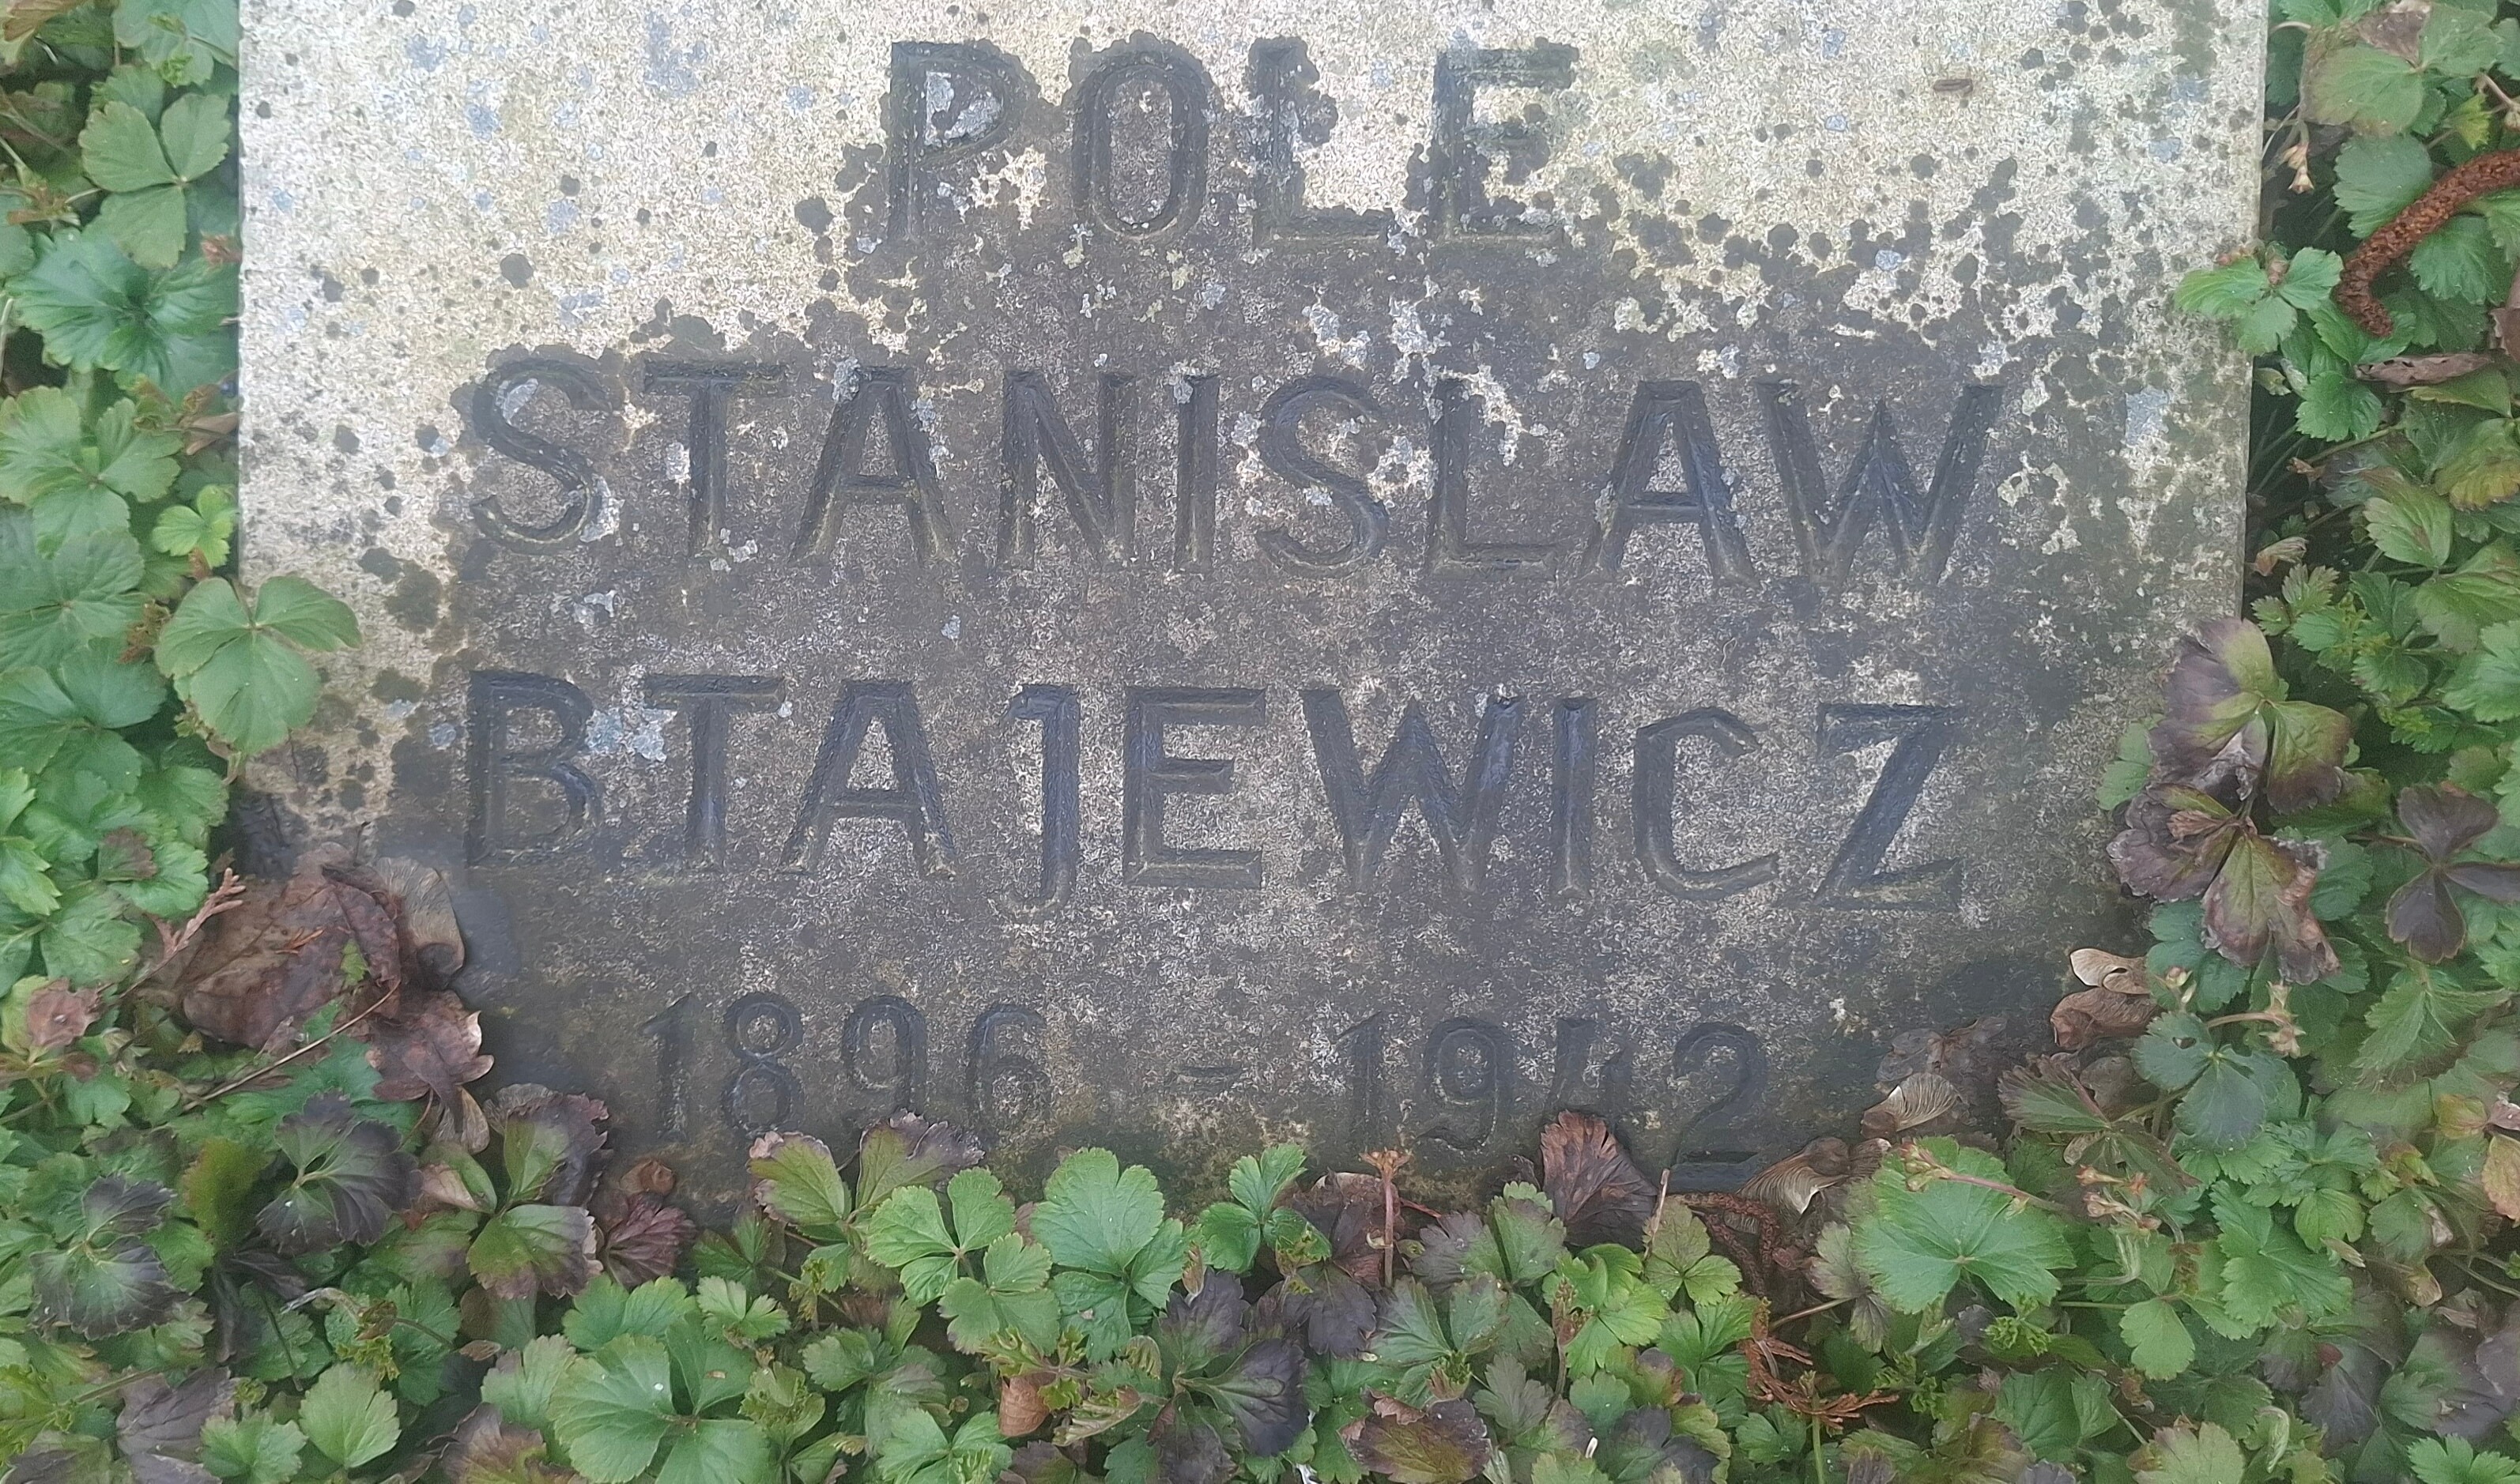 POLE
STANISLAW
BTAJEWICZ
1896 - 1942